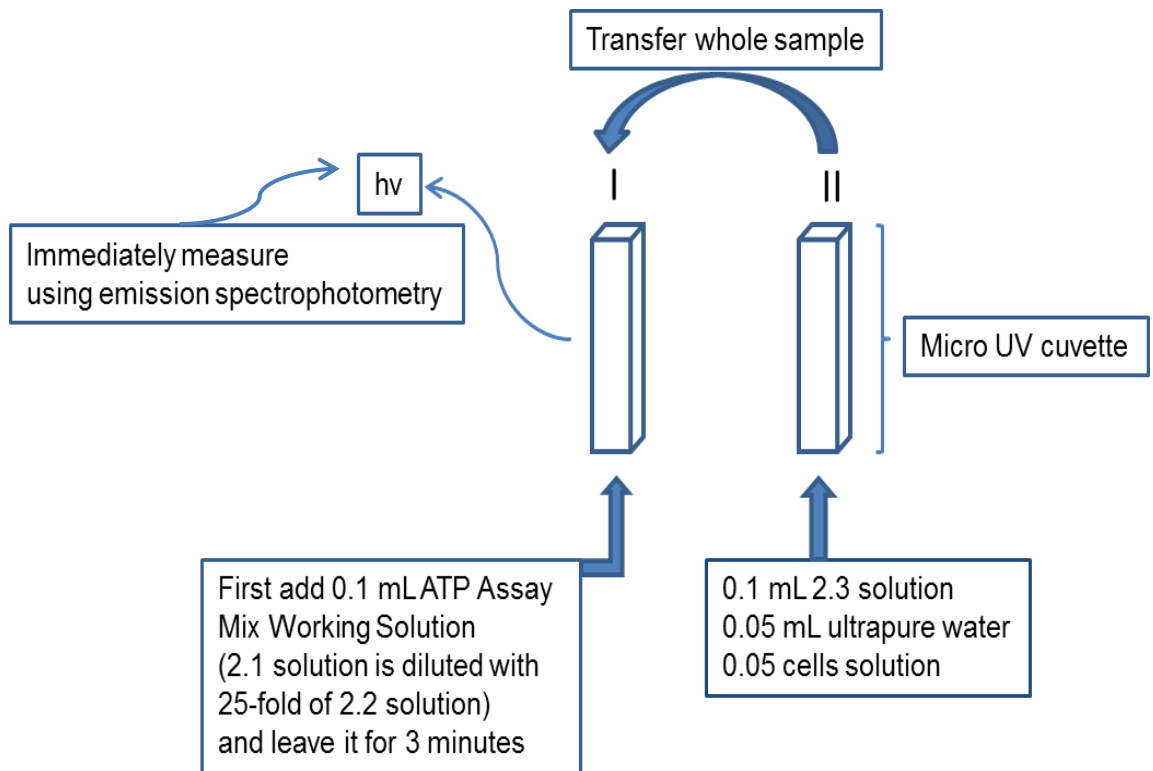 Transfer whole sample
hv
I
II
Immediately measure
using emission spectrophotometry
Micro UV cuvette
First add 0.1 mL ATP Assay
Mix Working Solution
(2.1 solution is diluted with
25-fold of 2.2 solution)
and leave it for 3 minutes
0.1 mL 2.3 solution
0.05 mL ultrapure water
0.05 cells solution